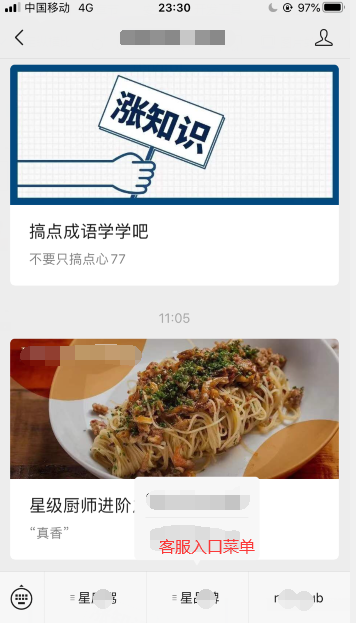 中国移动 4G 23:30 97%
涨知识
搞点成语学学吧
不要只搞点心77
11:05
星级厨师进阶
“真香”
客服入口菜单